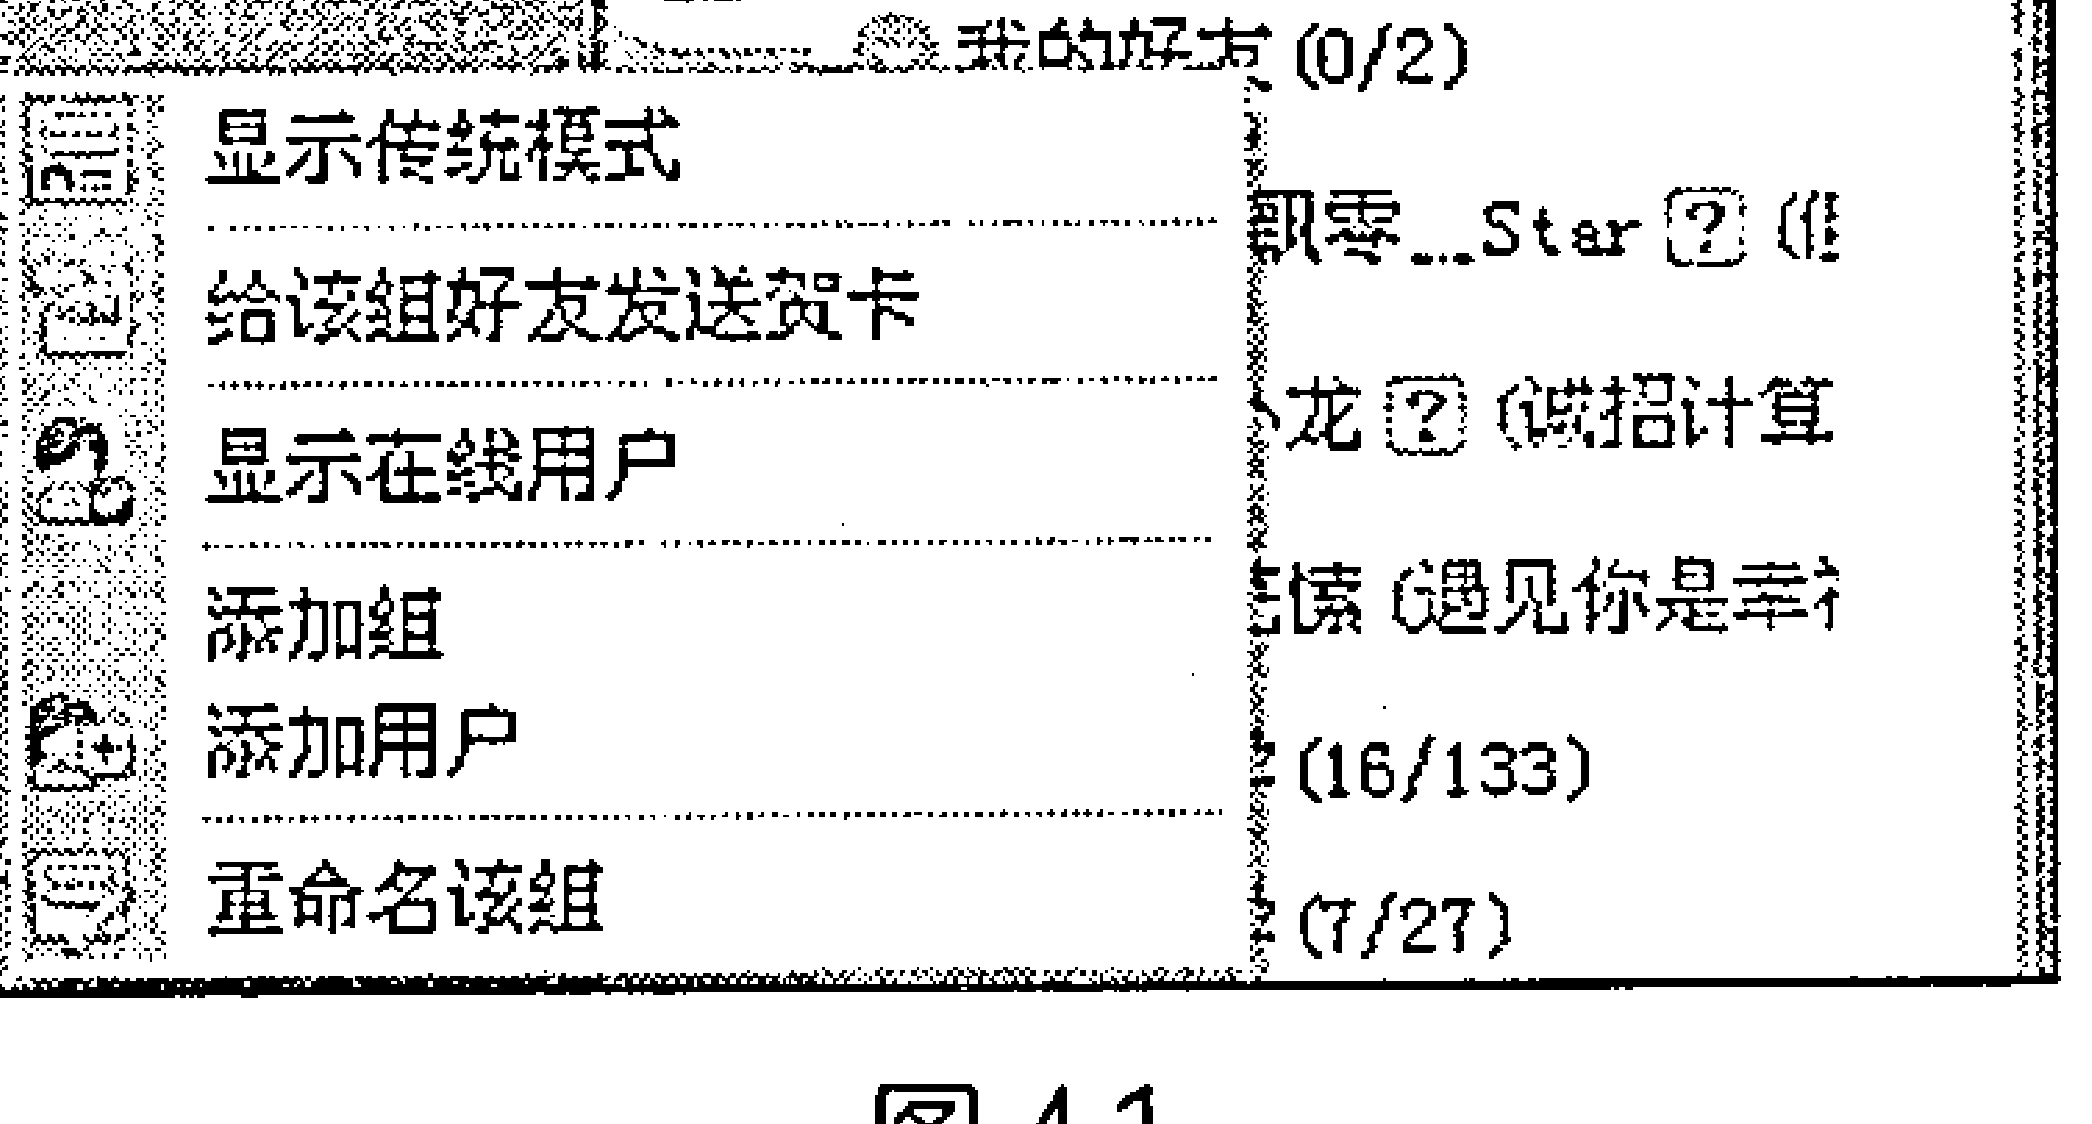 我的好友 (0/2)
显示传统模式
零...Star ? (
给该组好友发送贺卡
龙 ? (诚招计算
显示在线用户
愫 (遇见你是幸
添加组
添加用户
(16/133)
重命名该组
(7/27)